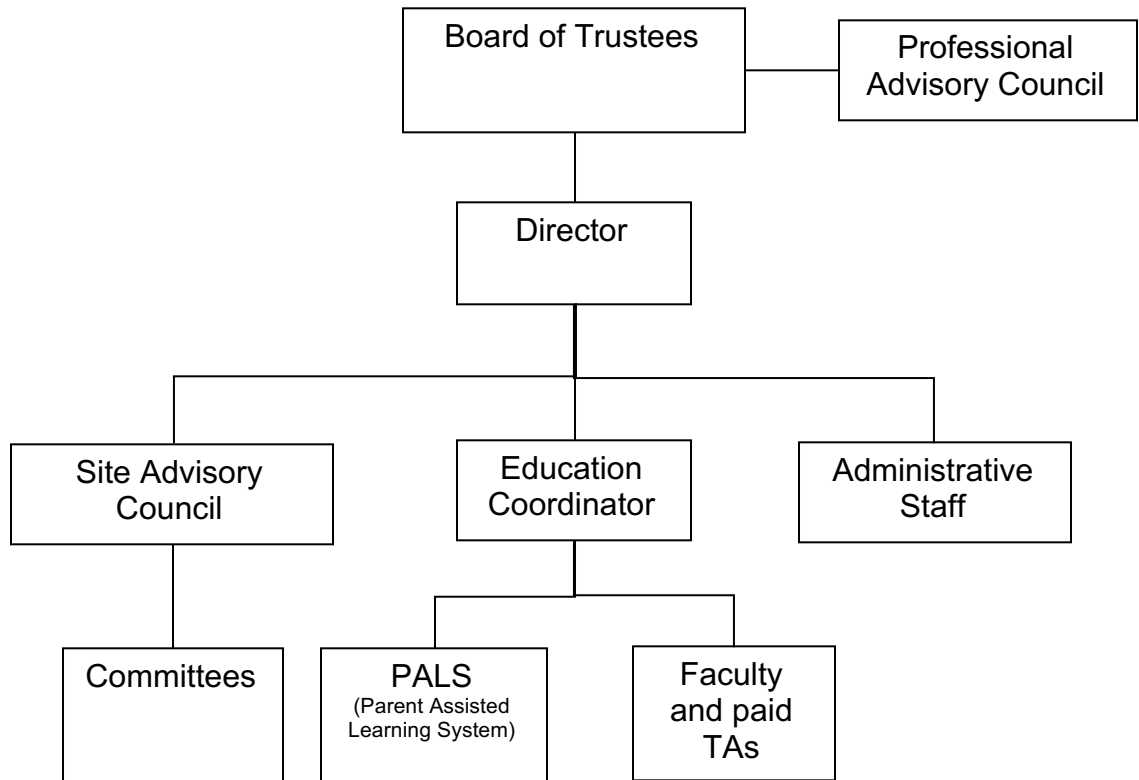 Board of Trustees
Professional
Advisory Council
Director
Site Advisory
Council
Education
Coordinator
Administrative
Staff
Committees
PALS
(Parent Assisted
Learning System)
Faculty
and paid
TAs